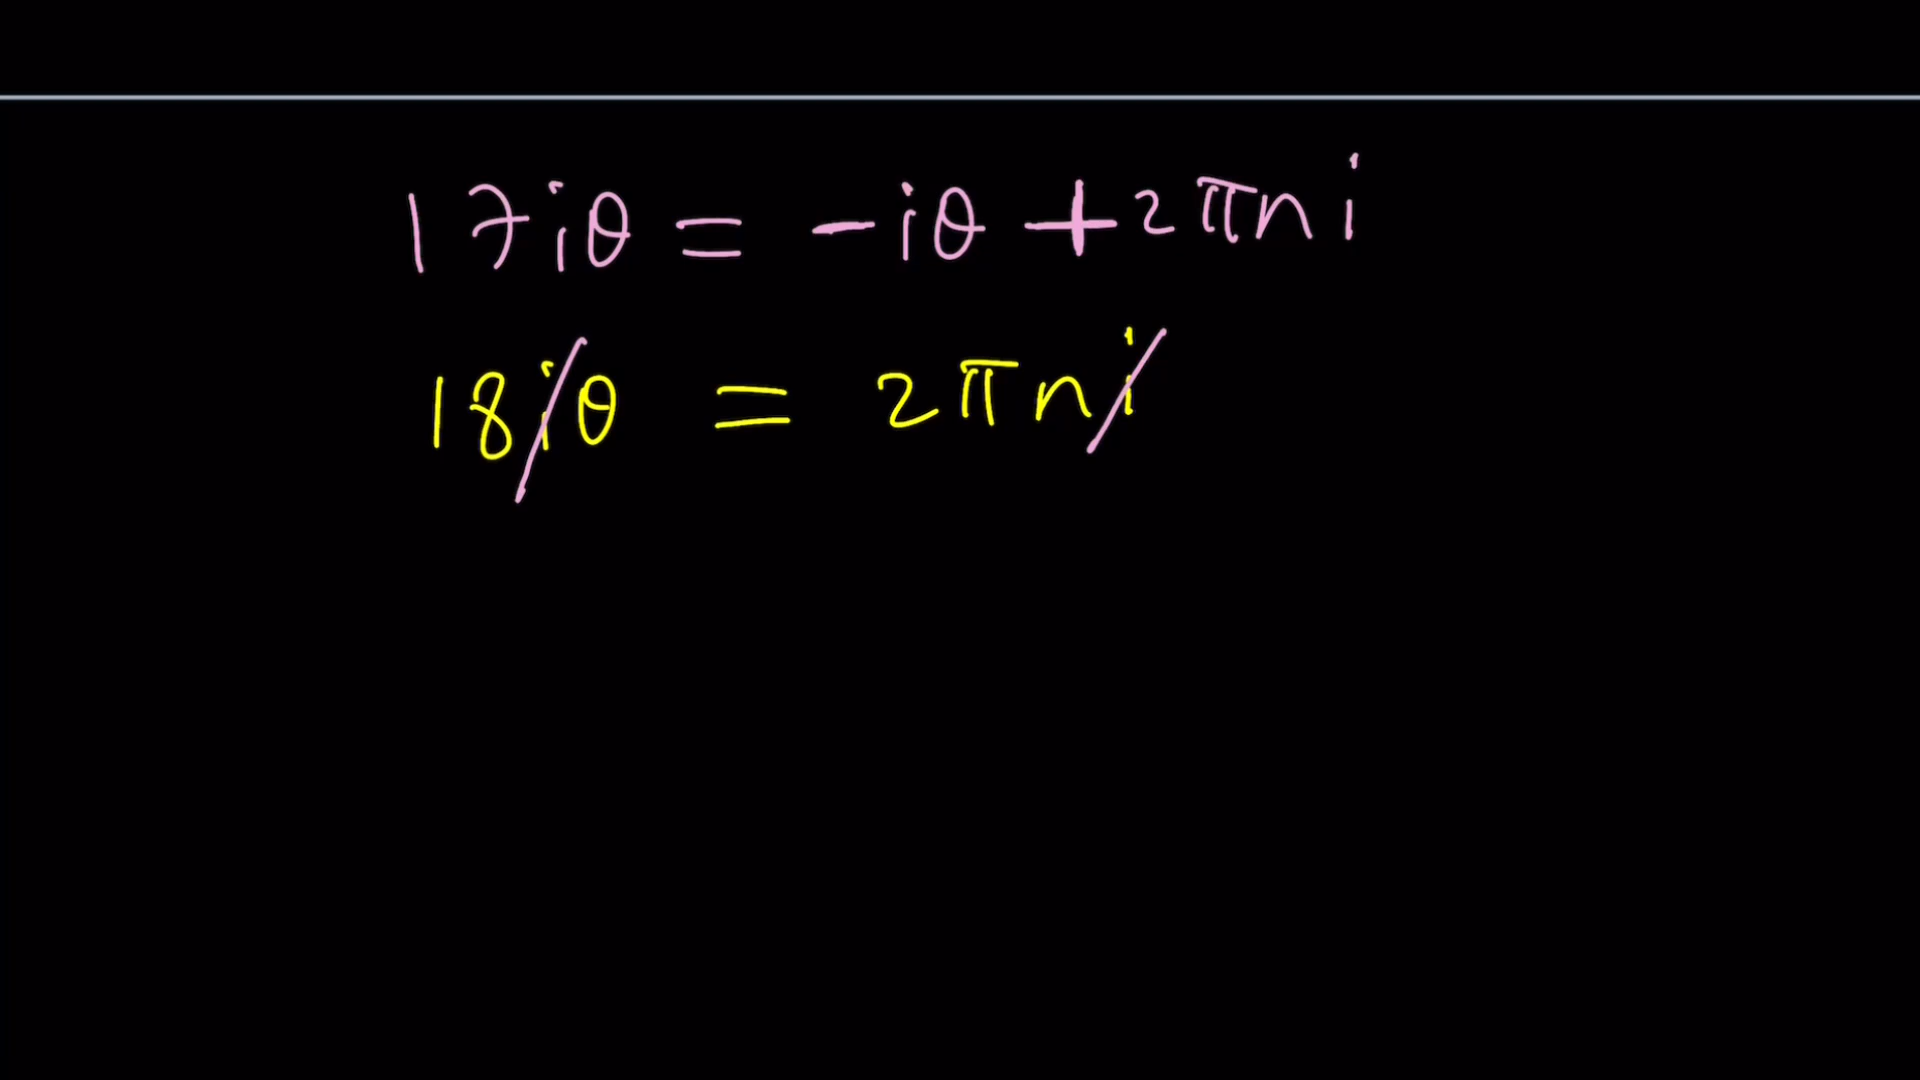 17iθ = -iθ + 2πni
18iθ = 2πni